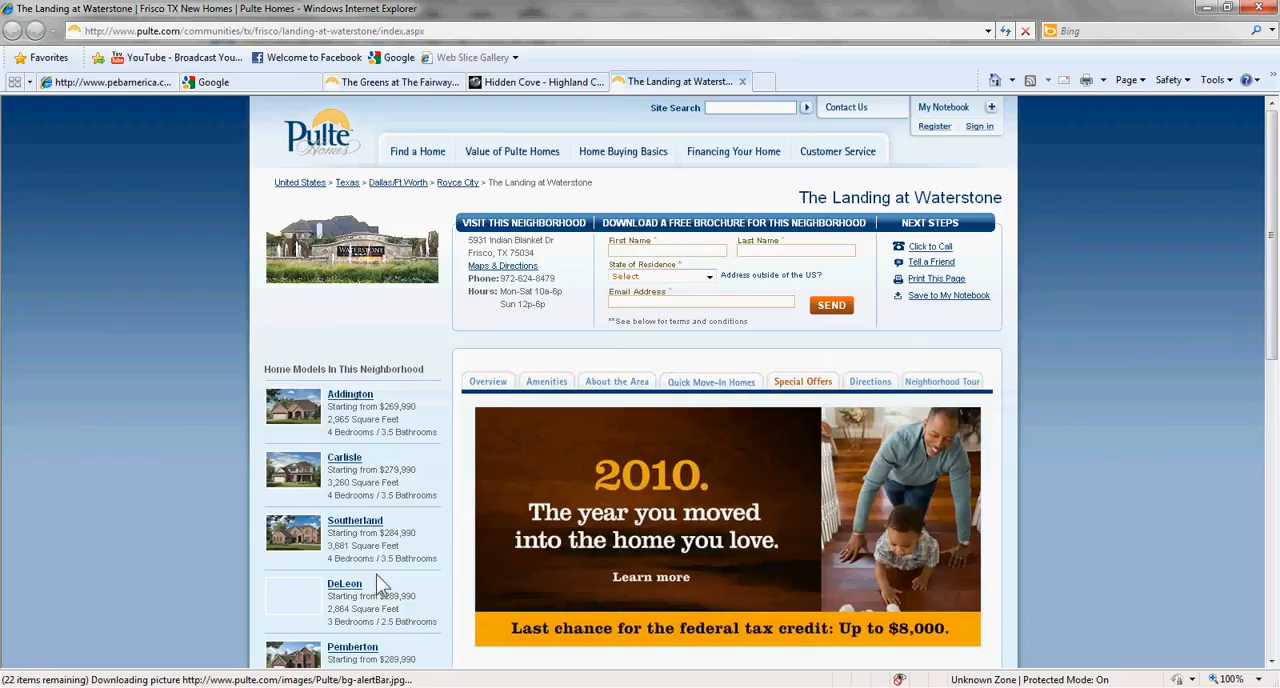 The Landing at Waterstone | Frisco TX New Homes | Pulte Homes - Windows Internet Explorer
http://www.pulte.com/communities/tx/frisco/landing-at-waterstone/index.aspx
Bing
Favorites
YouTube - Broadcast You...
Welcome to Facebook
Google
Web Slice Gallery
http://www.pebamerica.c...
Google
The Greens at The Fairway...
Hidden Cove - Highland C...
The Landing at Waterst...
Page
Safety
Tools
Site Search
Contact Us
My Notebook
Register
Sign in
Pulte
Homes
Find a Home
Value of Pulte Homes
Home Buying Basics
Financing Your Home
Customer Service
United States > Texas > Dallas/Ft.Worth > Royce City > The Landing at Waterstone
The Landing at Waterstone
WATERSTONE
VISIT THIS NEIGHBORHOOD
5931 Indian Blanket Dr
Frisco, TX 75034
Maps & Directions
Phone: 972-624-8479
Hours: Mon-Sat 10a-6p
Sun 12p-6p
DOWNLOAD A FREE BROCHURE FOR THIS NEIGHBORHOOD
First Name *
Last Name *
State of Residence *
Select
Address outside of the US?
Email Address *
SEND
**See below for terms and conditions
NEXT STEPS
Click to Call
Tell a Friend
Print This Page
Save to My Notebook
Home Models In This Neighborhood
Addington
Starting from $269,990
2,965 Square Feet
4 Bedrooms / 3.5 Bathrooms
Carlisle
Starting from $279,990
3,260 Square Feet
4 Bedrooms / 3.5 Bathrooms
Southerland
Starting from $284,990
3,681 Square Feet
4 Bedrooms / 3.5 Bathrooms
DeLeon
Starting from $289,990
2,864 Square Feet
3 Bedrooms / 2.5 Bathrooms
Pemberton
Starting from $289,990
Overview
Amenities
About the Area
Quick Move-In Homes
Special Offers
Directions
Neighborhood Tour
2010.
The year you moved
into the home you love.
Learn more
Last chance for the federal tax credit: Up to $8,000.
(22 items remaining) Downloading picture http://www.pulte.com/images/Pulte/bg-alertBar.jpg...
Unknown Zone | Protected Mode: On
100%